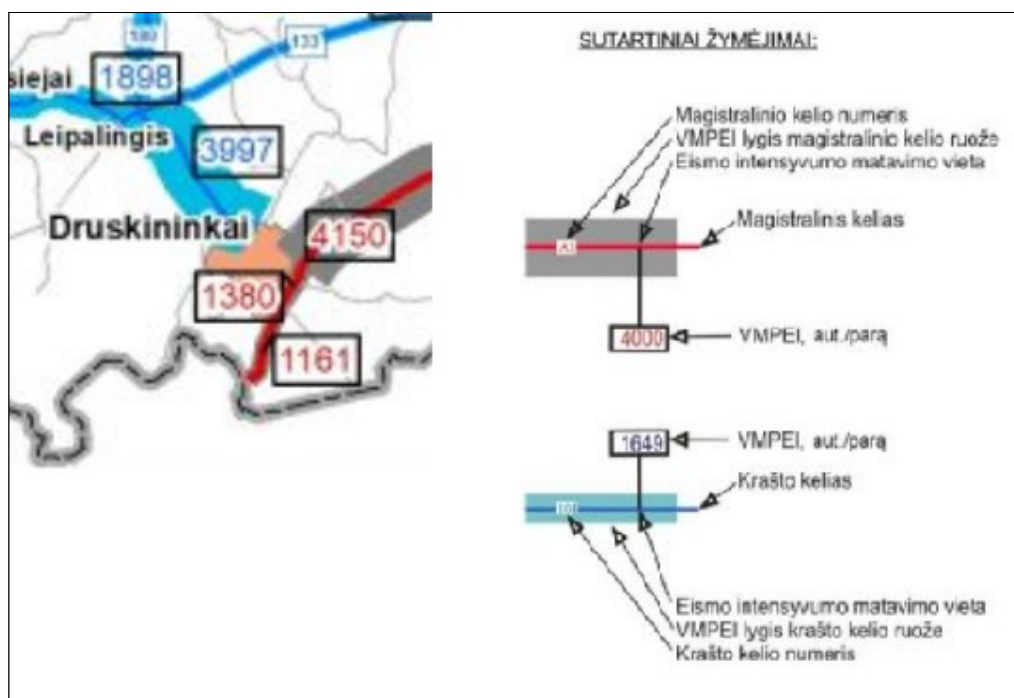 133
180
siejai
1898
Leipalingis
3997
Druskininkai
4150
1380
1161
SUTARTINIAI ŽYMĖJIMAI:
Magistralinio kelio numeris
VMPEI lygis magistralinio kelio ruože
Eismo intensyvumo matavimo vieta
Magistralinis kelias
4000
VMPEI, aut./parą
1649
VMPEI, aut./parą
Krašto kelias
Eismo intensyvumo matavimo vieta
VMPEI lygis krašto kelio ruože
Krašto kelio numeris